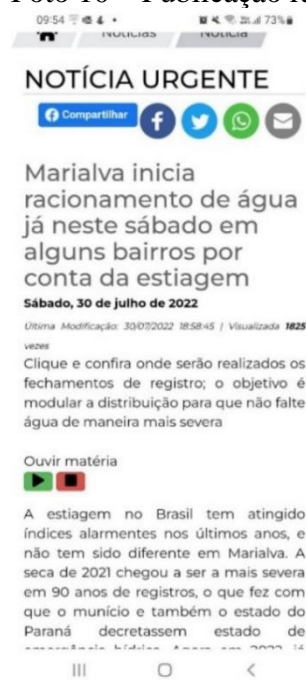 09:54
73%
Notícias
Notícia
NOTÍCIA URGENTE
Compartilhar
Marialva inicia
racionamento de água
já neste sábado em
alguns bairros por
conta da estiagem
Sábado, 30 de julho de 2022
Última Modificação: 30/07/2022 18:58:45 | Visualizada 1825
vezes
Clique e confira onde serão realizados os
fechamentos de registro; o objetivo é
modular a distribuição para que não falte
água de maneira mais severa
Ouvir matéria
A estiagem no Brasil tem atingido
índices alarmentes nos últimos anos, e
não tem sido diferente em Marialva. A
seca de 2021 chegou a ser a mais severa
em 90 anos de registros, o que fez com
que o munício e também o estado do
Paraná decretassem estado de